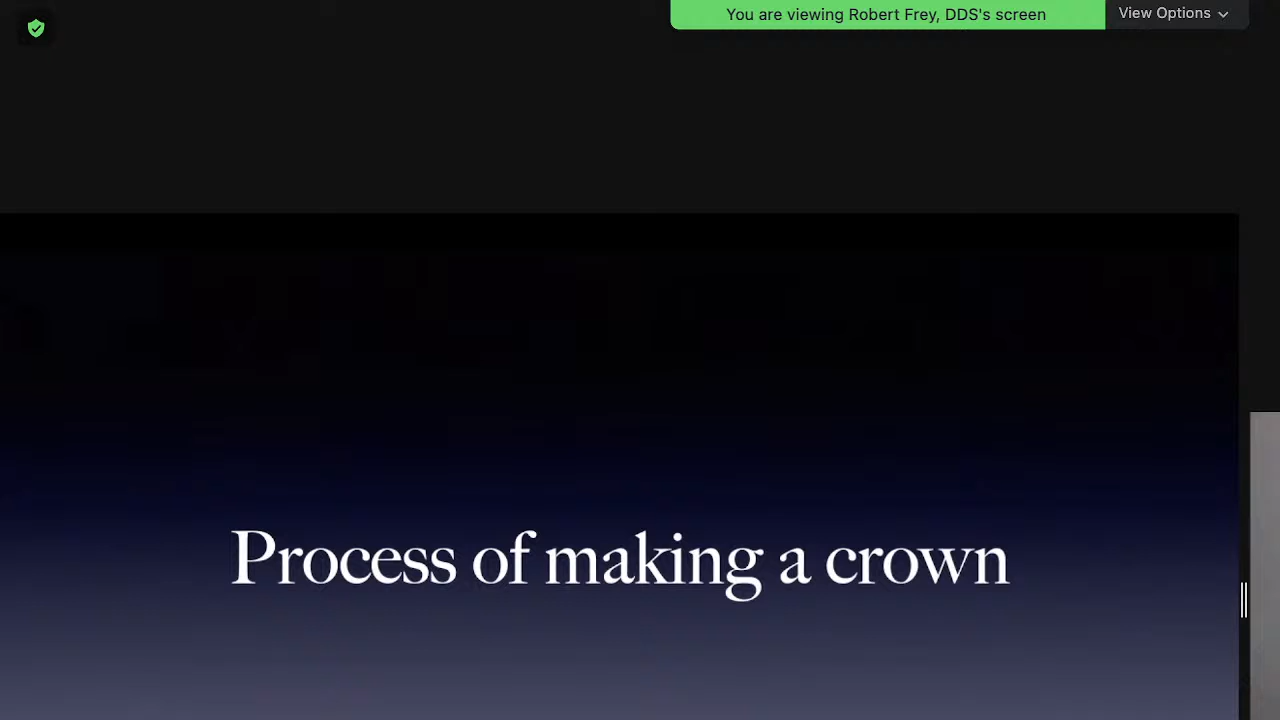 You are viewing Robert Frey, DDS's screen
View Options
Process of making a crown